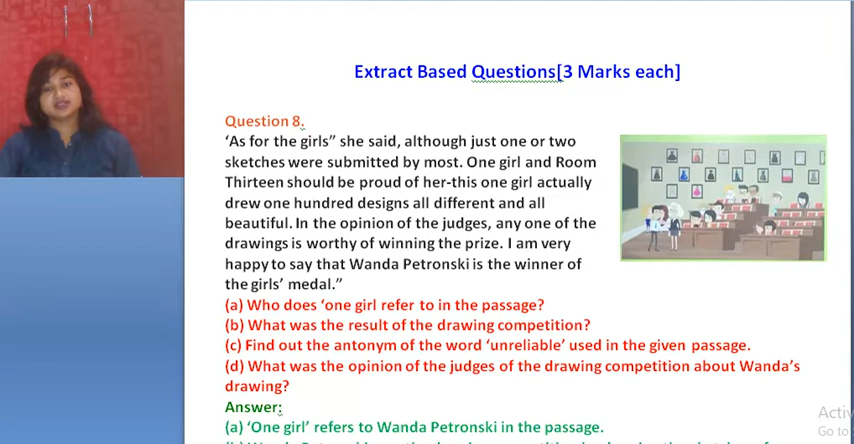 Extract Based Questions[3 Marks each]
Question 8.
‘As for the girls” she said, although just one or two
sketches were submitted by most. One girl and Room
Thirteen should be proud of her-this one girl actually
drew one hundred designs all different and all
beautiful. In the opinion of the judges, any one of the
drawings is worthy of winning the prize. I am very
happy to say that Wanda Petronski is the winner of
the girls’ medal.”
(a) Who does ‘one girl refer to in the passage?
(b) What was the result of the drawing competition?
(c) Find out the antonym of the word ‘unreliable’ used in the given passage.
(d) What was the opinion of the judges of the drawing competition about Wanda’s
drawing?
Answer:
(a) ‘One girl’ refers to Wanda Petronski in the passage.
Activ
Go to